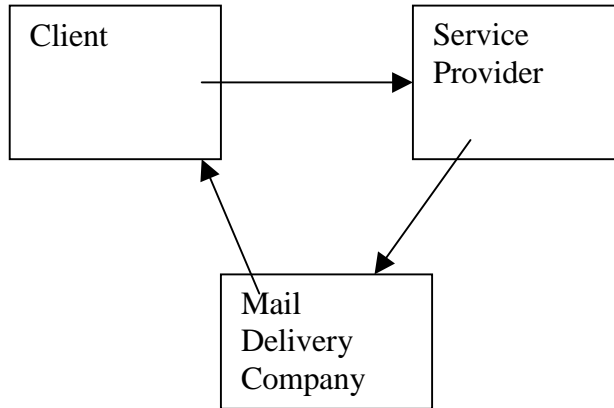 Client
Service
Provider
Mail
Delivery
Company